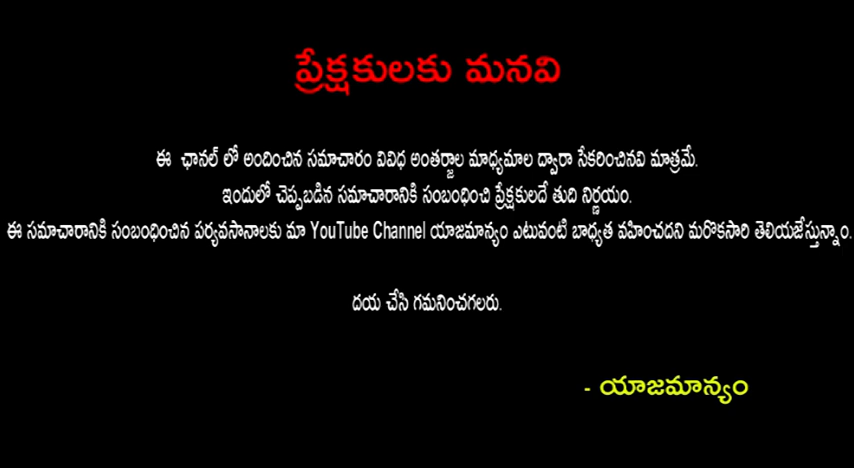 ప్రేక్షకులకు మనవి
ఈ ఛానల్ లో అందించిన సమాచారం వివిధ అంతర్జాల మాధ్యమాల ద్వారా సేకరించినవి మాత్రమే.
ఇందులో చెప్పబడిన సమాచారానికి సంబంధించి ప్రేక్షకులదే తుది నిర్ణయం.
ఈ సమాచారానికి సంబంధించిన పర్యవసానాలకు మా YouTube Channel యాజమాన్యం ఎటువంటి బాధ్యత వహించదని మరొకసారి తెలియజేస్తున్నాం.
దయ చేసి గమనించగలరు.
- యాజమాన్యం